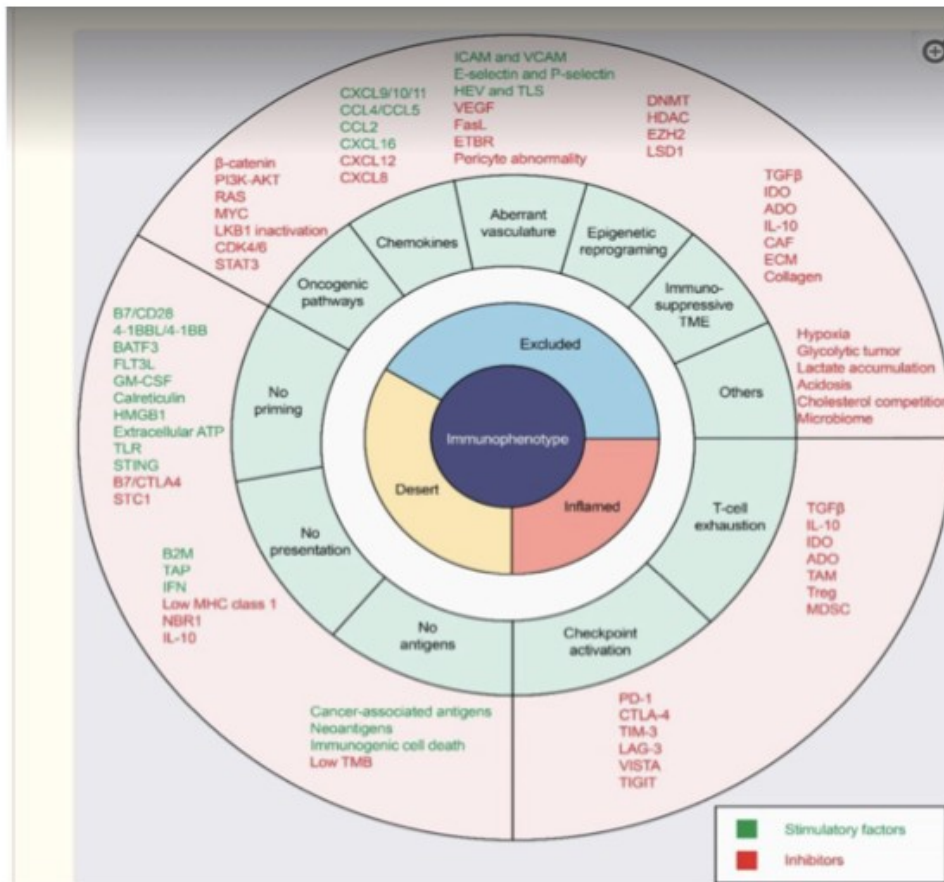 ICAM and VCAM
E-selectin and P-selectin
HEV and TLS
VEGF
FasL
ETBR
Pericyte abnormality
CXCL9/10/11
CCL4/CCL5
CCL2
CXCL16
CXCL12
CXCL8
DNMT
HDAC
EZH2
LSD1
β-catenin
PI3K-AKT
RAS
MYC
LKB1 inactivation
CDK4/6
STAT3
TGFβ
IDO
ADO
IL-10
CAF
ECM
Collagen
Aberrant
vasculature
Chemokines
Epigenetic
reprograming
Oncogenic
pathways
Immuno-
suppressive
TME
B7/CD28
4-1BBL/4-1BB
BATF3
FLT3L
GM-CSF
Calreticulin
HMGB1
Extracellular ATP
TLR
STING
B7/CTLA4
STC1
No
priming
Excluded
Immunophenotype
Desert
Inflamed
Others
Hypoxia
Glycolytic tumor
Lactate accumulation
Acidosis
Cholesterol competition
Microbiome
T-cell
exhaustion
TGFβ
IL-10
IDO
ADO
TAM
Treg
MDSC
No
presentation
B2M
TAP
IFN
Low MHC class 1
NBR1
IL-10
No
antigens
Checkpoint
activation
Cancer-associated antigens
Neoantigens
Immunogenic cell death
Low TMB
PD-1
CTLA-4
TIM-3
LAG-3
VISTA
TIGIT
Stimulatory factors
Inhibitors